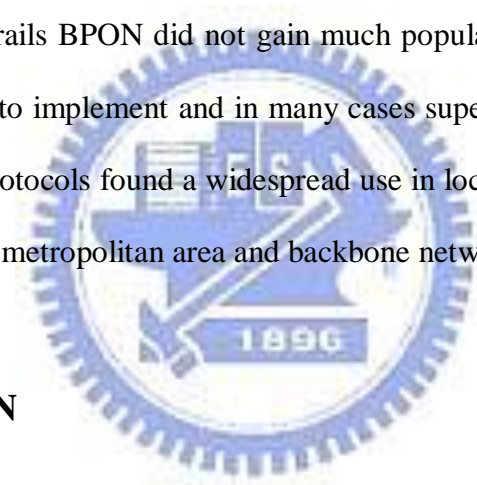 rails BPON did not gain much popula
to implement and in many cases supe
otocols found a widespread use in loc
metropolitan area and backbone netw
1896
N